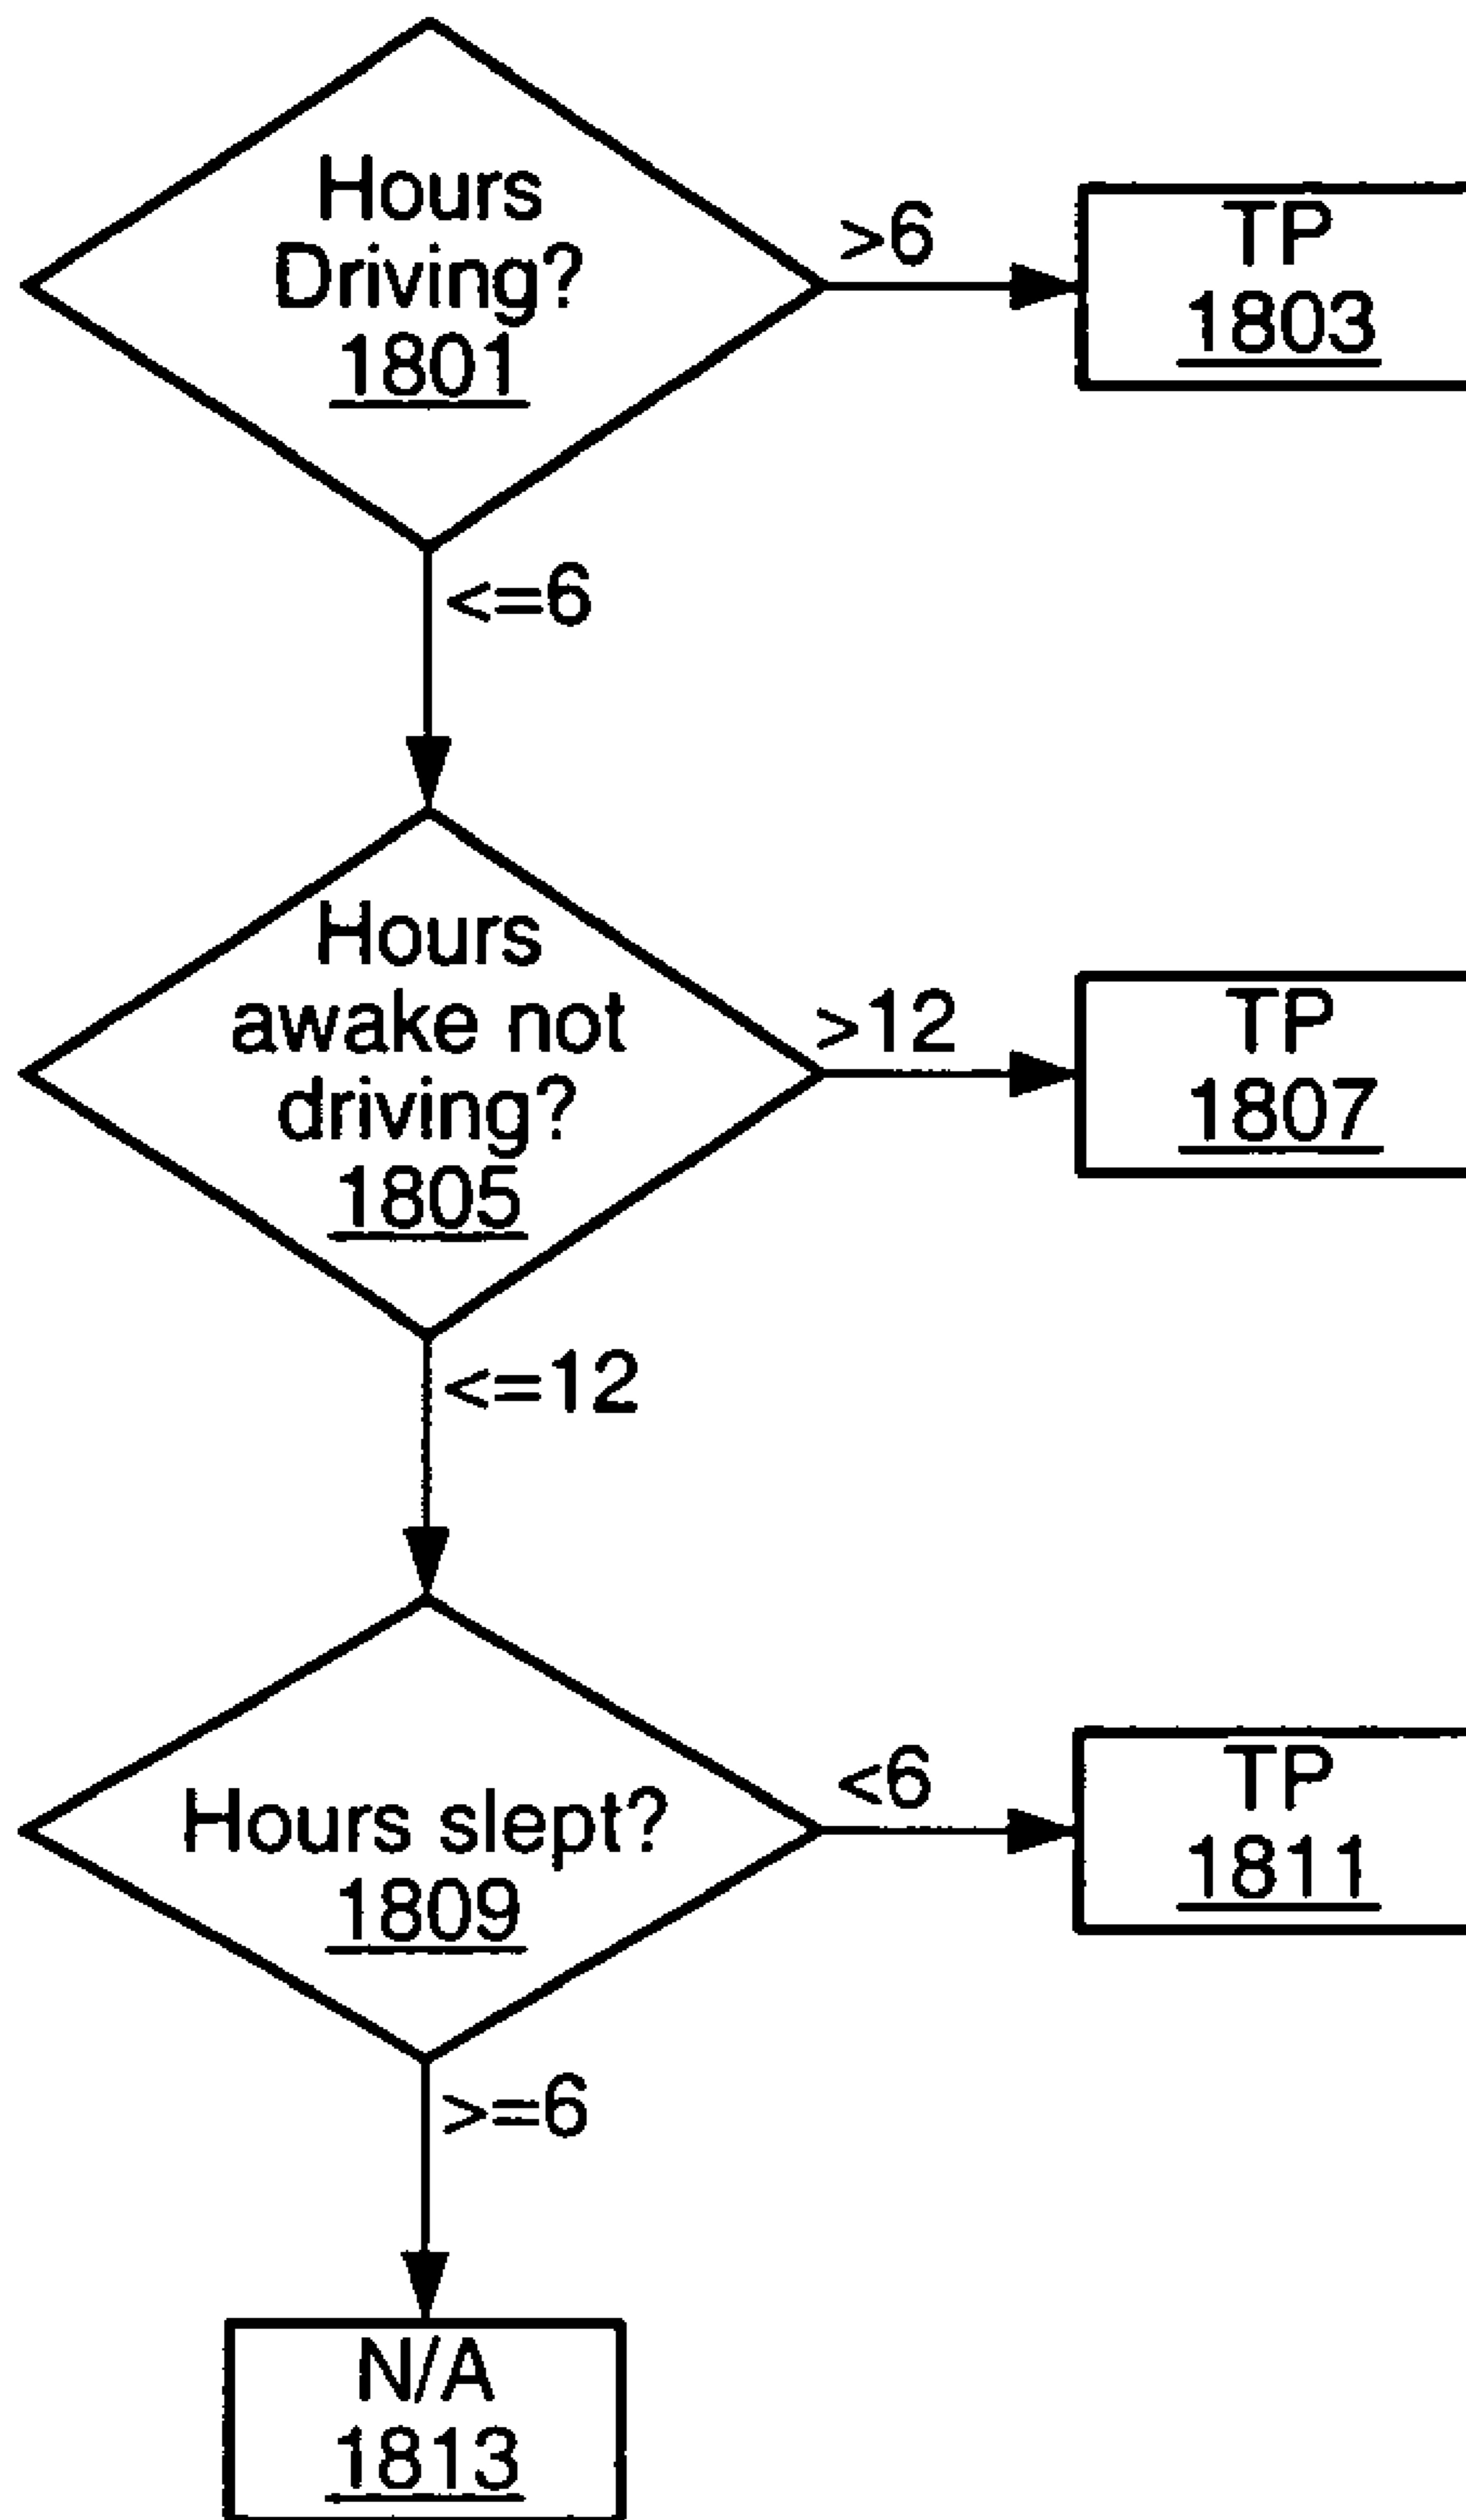 Hours
Driving?
1801
>6
TP
1803
<=6
Hours
awake not
driving?
1805
>12
TP
1807
<=12
Hours slept?
1809
<6
TP
1811
>=6
N/A
1813